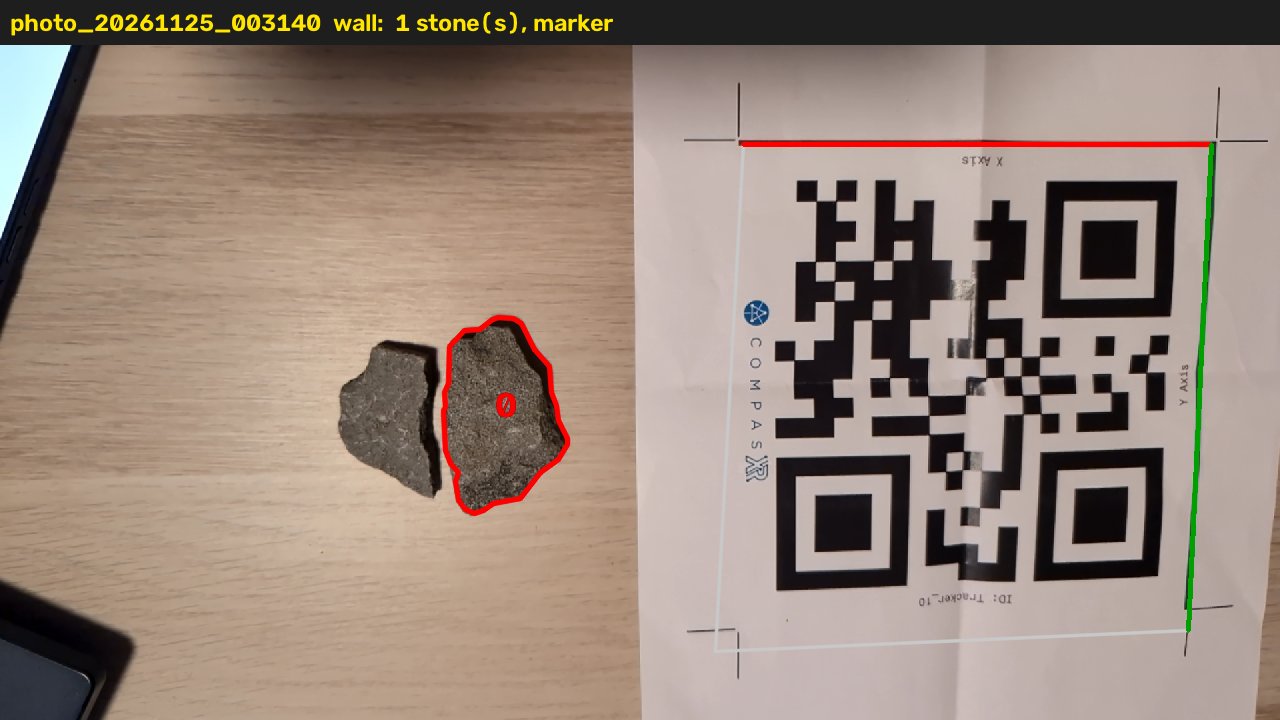 photo_20261125_003140 wall: 1 stone(s), marker
X Axis
Y Axis
COMPAS XR
0
ID: Tracker_10